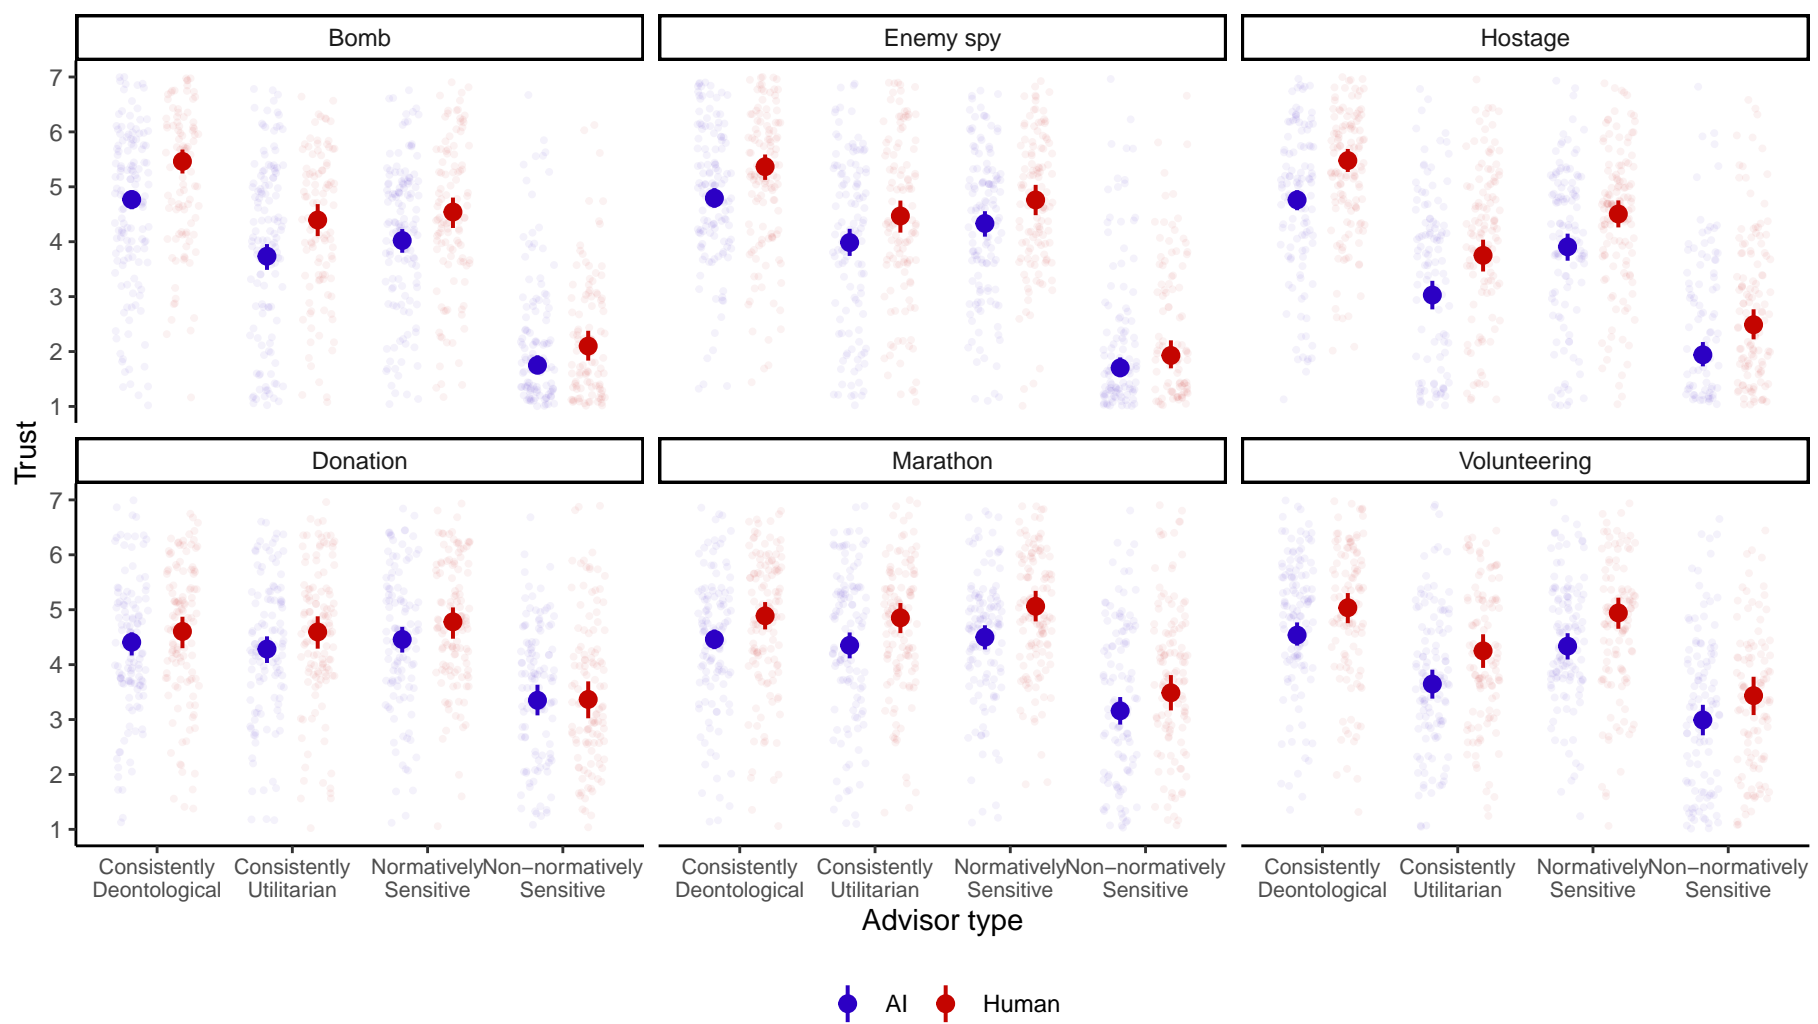 Bomb
Enemy spy
Hostage
7
6
5
4
3
2
1
Trust
Donation
Marathon
Volunteering
7
6
5
4
3
2
1
Consistently Deontological
Consistently Utilitarian
Normatively Sensitive
Non−normatively Sensitive
Consistently Deontological
Consistently Utilitarian
Normatively Sensitive
Non−normatively Sensitive
Consistently Deontological
Consistently Utilitarian
Normatively Sensitive
Non−normatively Sensitive
Advisor type
AI
Human